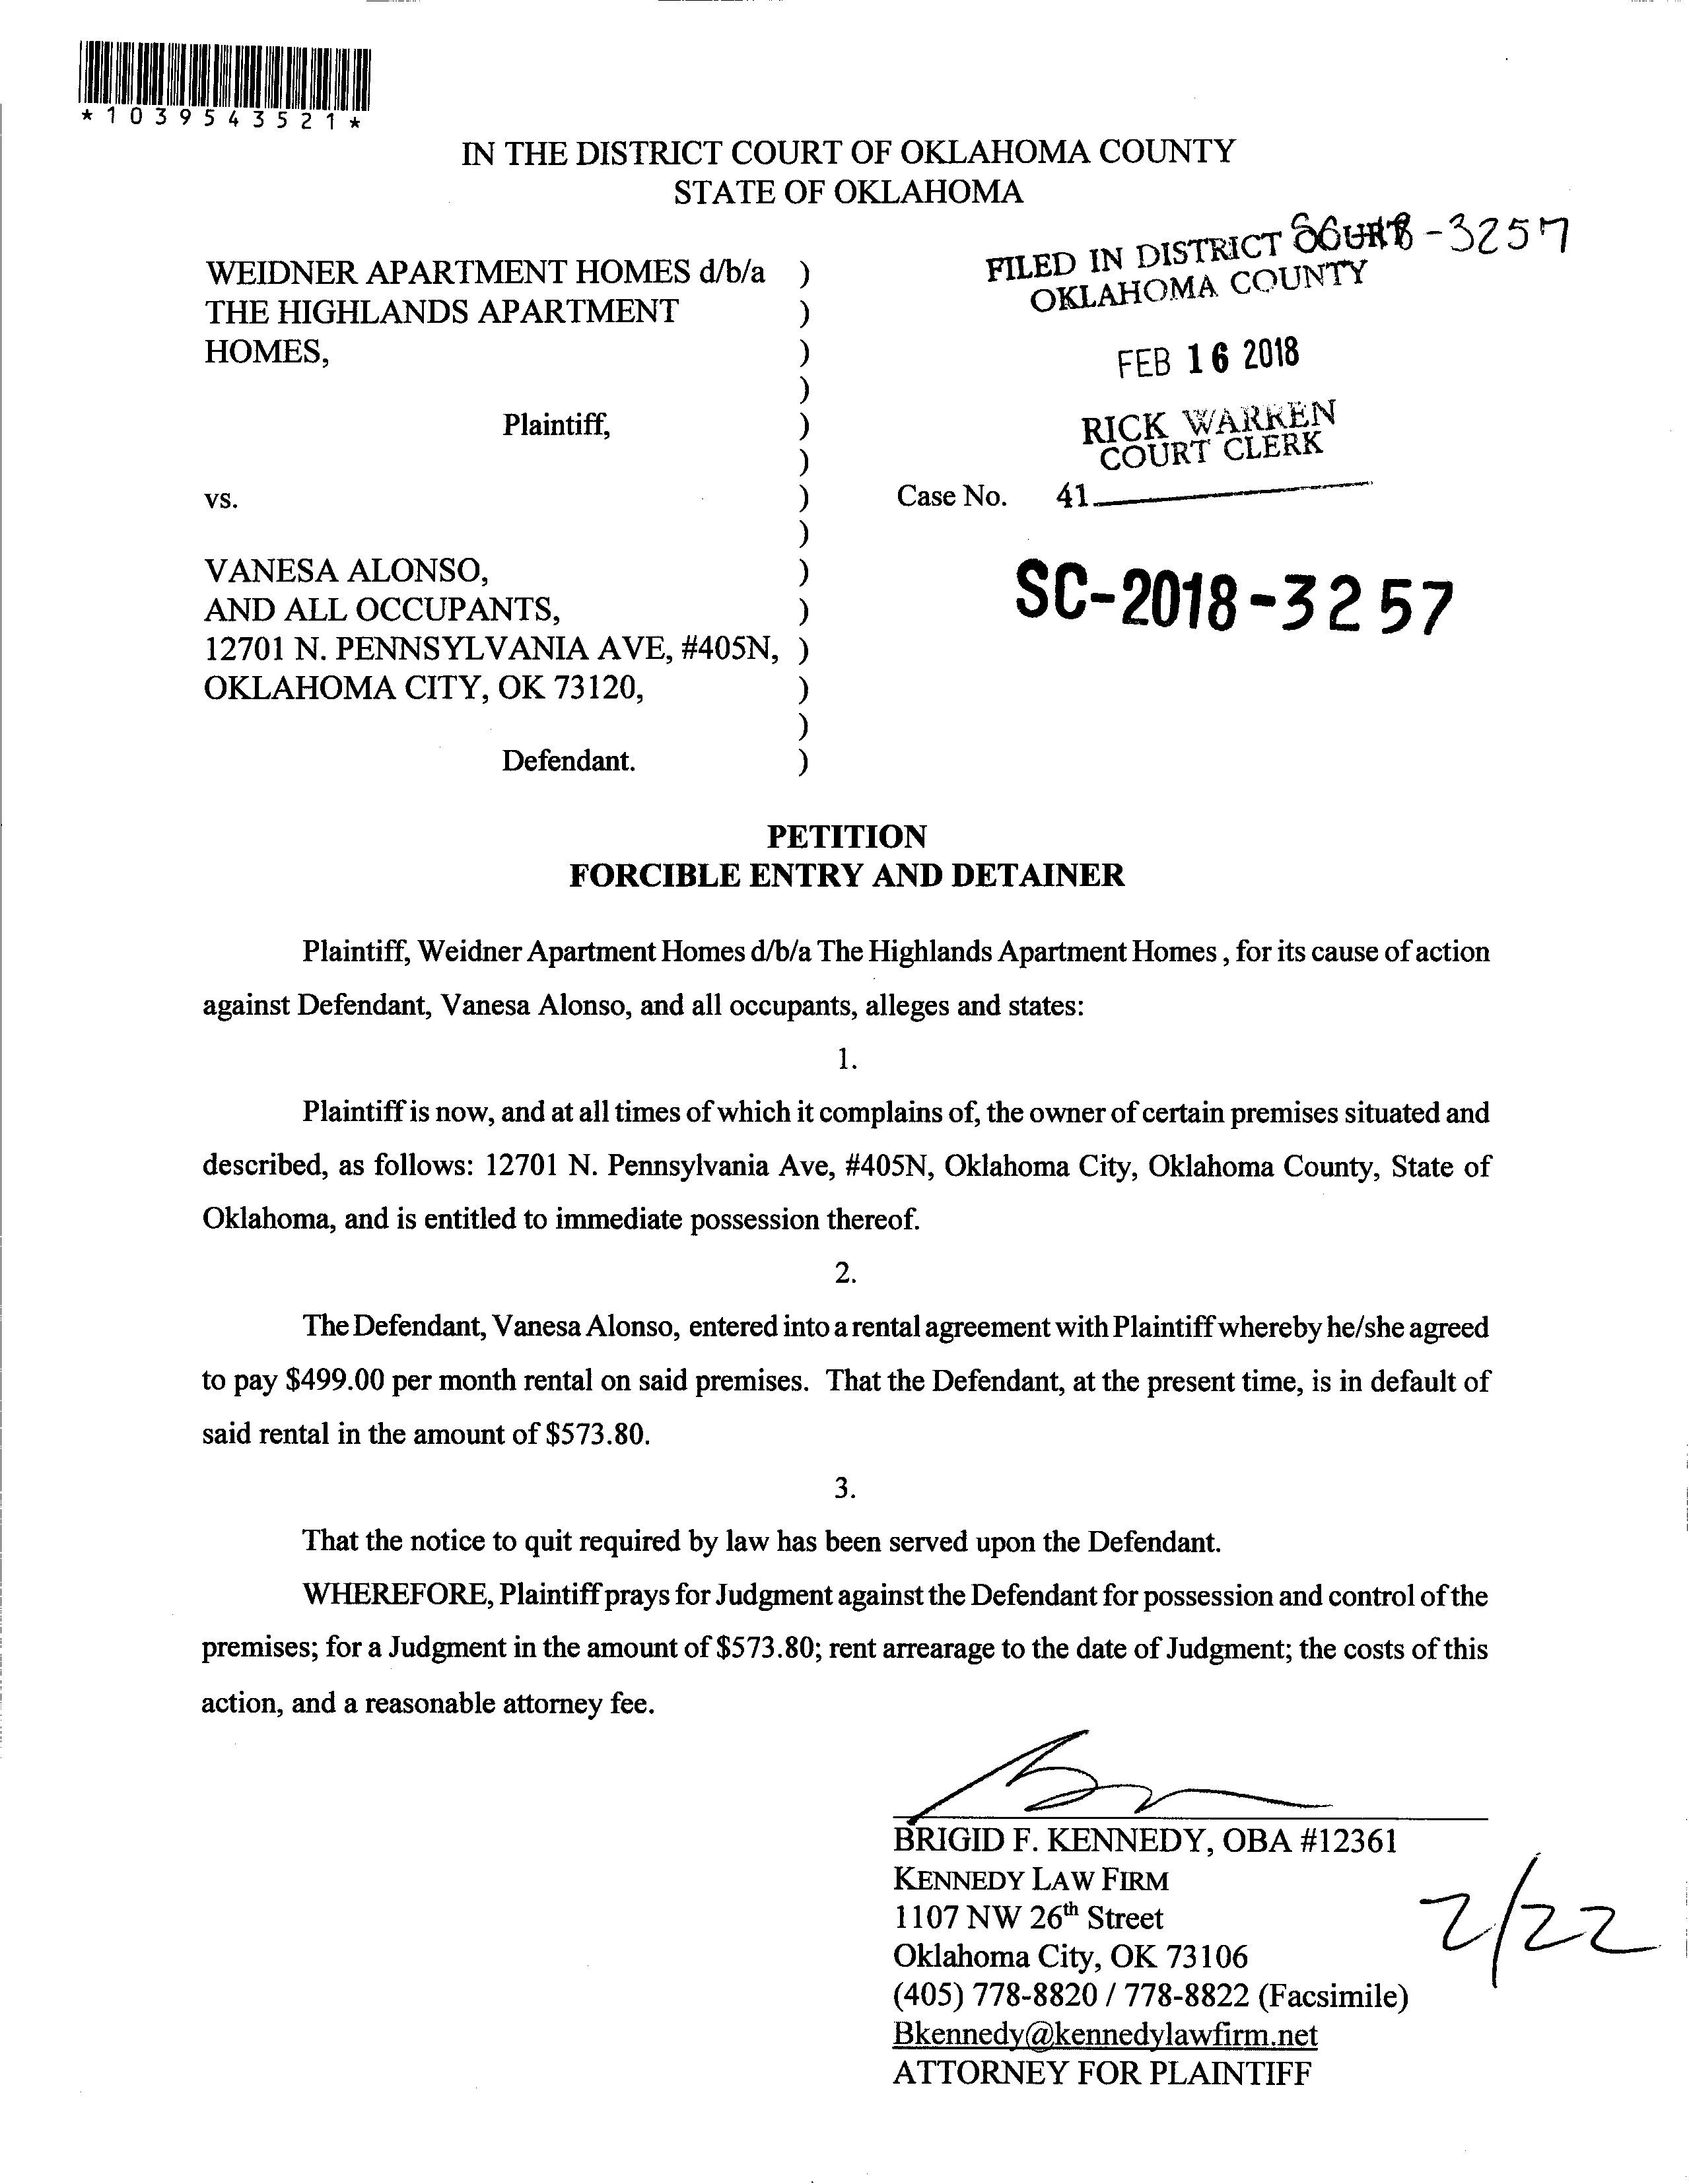 *1039543521*
IN THE DISTRICT COURT OF OKLAHOMA COUNTY
STATE OF OKLAHOMA
WEIDNER APARTMENT HOMES d/b/a )
THE HIGHLANDS APARTMENT )
HOMES, )
)
Plaintiff, )
)
vs. )
)
VANESA ALONSO, )
AND ALL OCCUPANTS, )
12701 N. PENNSYLVANIA AVE, #405N, )
OKLAHOMA CITY, OK 73120, )
)
Defendant. )
-3257
FILED IN DISTRICT COURT
OKLAHOMA COUNTY
FEB 16 2018
RICK WARREN
COURT CLERK
Case No. 41
SC-2018-3257
PETITION
FORCIBLE ENTRY AND DETAINER
Plaintiff, Weidner Apartment Homes d/b/a The Highlands Apartment Homes , for its cause of action
against Defendant, Vanesa Alonso, and all occupants, alleges and states:
1.
Plaintiff is now, and at all times of which it complains of, the owner of certain premises situated and
described, as follows: 12701 N. Pennsylvania Ave, #405N, Oklahoma City, Oklahoma County, State of
Oklahoma, and is entitled to immediate possession thereof.
2.
The Defendant, Vanesa Alonso, entered into a rental agreement with Plaintiff whereby he/she agreed
to pay $499.00 per month rental on said premises. That the Defendant, at the present time, is in default of
said rental in the amount of $573.80.
3.
That the notice to quit required by law has been served upon the Defendant.
WHEREFORE, Plaintiff prays for Judgment against the Defendant for possession and control of the
premises; for a Judgment in the amount of $573.80; rent arrearage to the date of Judgment; the costs of this
action, and a reasonable attorney fee.
BRIGID F. KENNEDY, OBA #12361
KENNEDY LAW FIRM
1107 NW 26th Street
Oklahoma City, OK 73106
(405) 778-8820 / 778-8822 (Facsimile)
Bkennedy@kennedylawfirm.net
ATTORNEY FOR PLAINTIFF
2/22